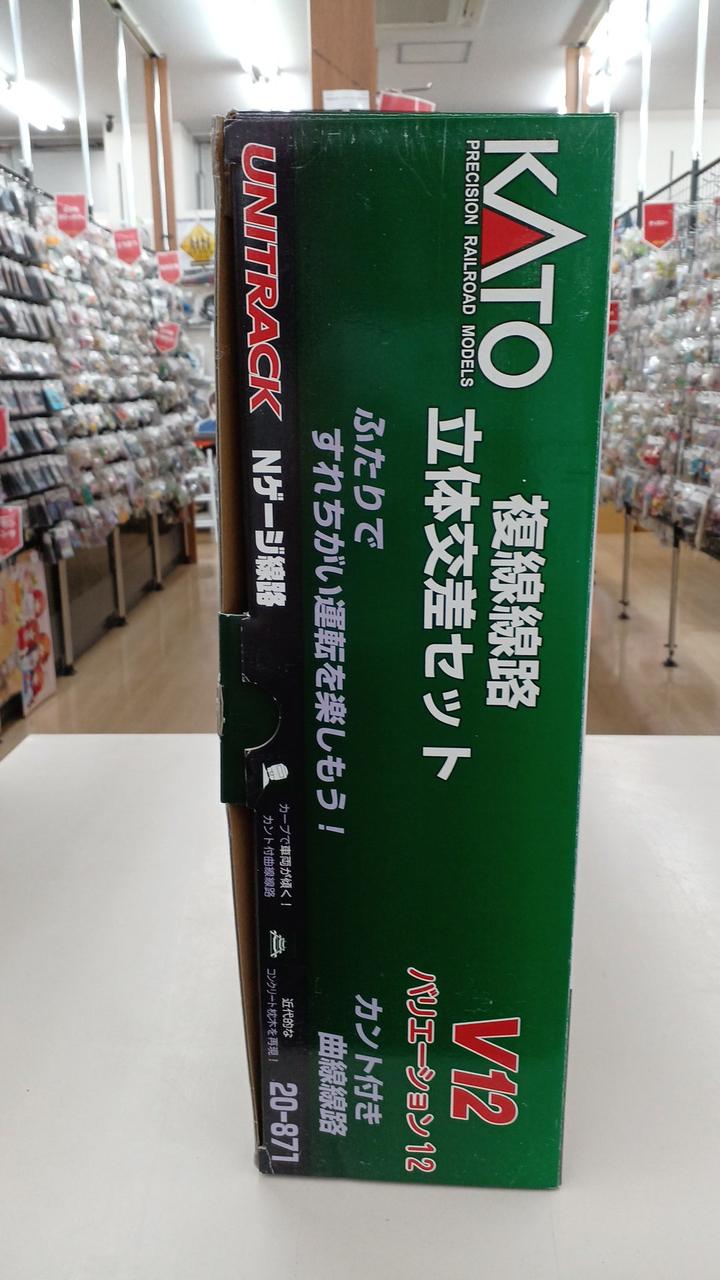 KATO
PRECISION RAILROAD MODELS
複線線路
立体交差セット
V12
バリエーション12
ふたりで
すれちがい運転を楽しもう！
カント付き
曲線線路
UNITRACK
Nゲージ線路
カーブで車両が傾く！
カント付曲線線路
近代的な
コンクリート枕木を再現！
20-871